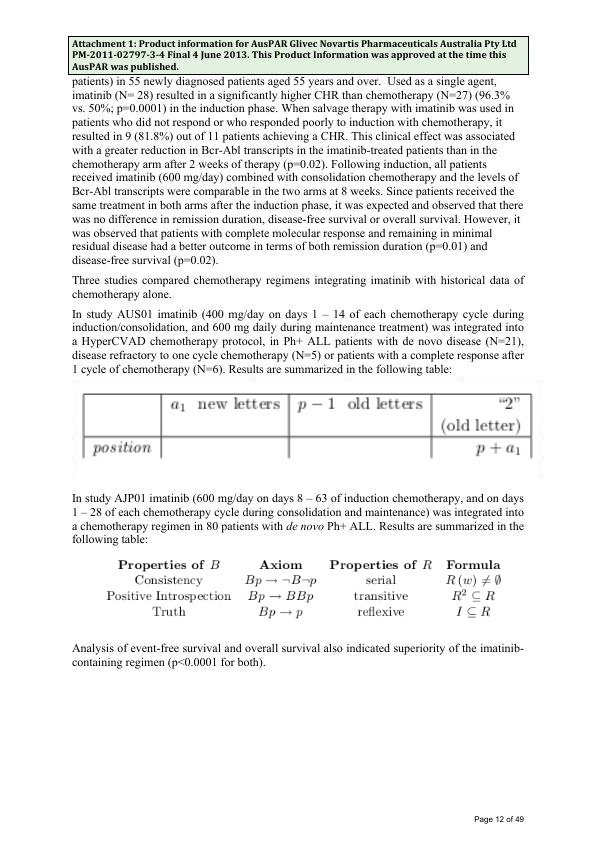 Attachment 1: Product information for AusPAR Glivec Novartis Pharmaceuticals Australia Pty Ltd
PM-2011-02797-3-4 Final 4 June 2013. This Product Information was approved at the time this
AusPAR was published.
patients) in 55 newly diagnosed patients aged 55 years and over.  Used as a single agent,
imatinib (N= 28) resulted in a significantly higher CHR than chemotherapy (N=27) (96.3%
vs. 50%; p=0.0001) in the induction phase. When salvage therapy with imatinib was used in
patients who did not respond or who responded poorly to induction with chemotherapy, it
resulted in 9 (81.8%) out of 11 patients achieving a CHR. This clinical effect was associated
with a greater reduction in Bcr-Abl transcripts in the imatinib-treated patients than in the
chemotherapy arm after 2 weeks of therapy (p=0.02). Following induction, all patients
received imatinib (600 mg/day) combined with consolidation chemotherapy and the levels of
Bcr-Abl transcripts were comparable in the two arms at 8 weeks. Since patients received the
same treatment in both arms after the induction phase, it was expected and observed that there
was no difference in remission duration, disease-free survival or overall survival. However, it
was observed that patients with complete molecular response and remaining in minimal
residual disease had a better outcome in terms of both remission duration (p=0.01) and
disease-free survival (p=0.02).
Three studies compared chemotherapy regimens integrating imatinib with historical data of
chemotherapy alone.
In study AUS01 imatinib (400 mg/day on days 1 – 14 of each chemotherapy cycle during
induction/consolidation, and 600 mg daily during maintenance treatment) was integrated into
a HyperCVAD chemotherapy protocol, in Ph+ ALL patients with de novo disease (N=21),
disease refractory to one cycle chemotherapy (N=5) or patients with a complete response after
1 cycle of chemotherapy (N=6). Results are summarized in the following table:
a₁ new letters p − 1 old letters “2”
(old letter)
position p + a₁
In study AJP01 imatinib (600 mg/day on days 8 – 63 of induction chemotherapy, and on days
1 – 28 of each chemotherapy cycle during consolidation and maintenance) was integrated into
a chemotherapy regimen in 80 patients with de novo Ph+ ALL. Results are summarized in the
following table:
Properties of B Axiom Properties of R Formula
Consistency Bp → ¬B¬p serial R (w) ≠ ∅
Positive Introspection Bp → BBp transitive R² ⊆ R
Truth Bp → p reflexive I ⊆ R
Analysis of event-free survival and overall survival also indicated superiority of the imatinib-
containing regimen (p<0.0001 for both).
Page 12 of 49